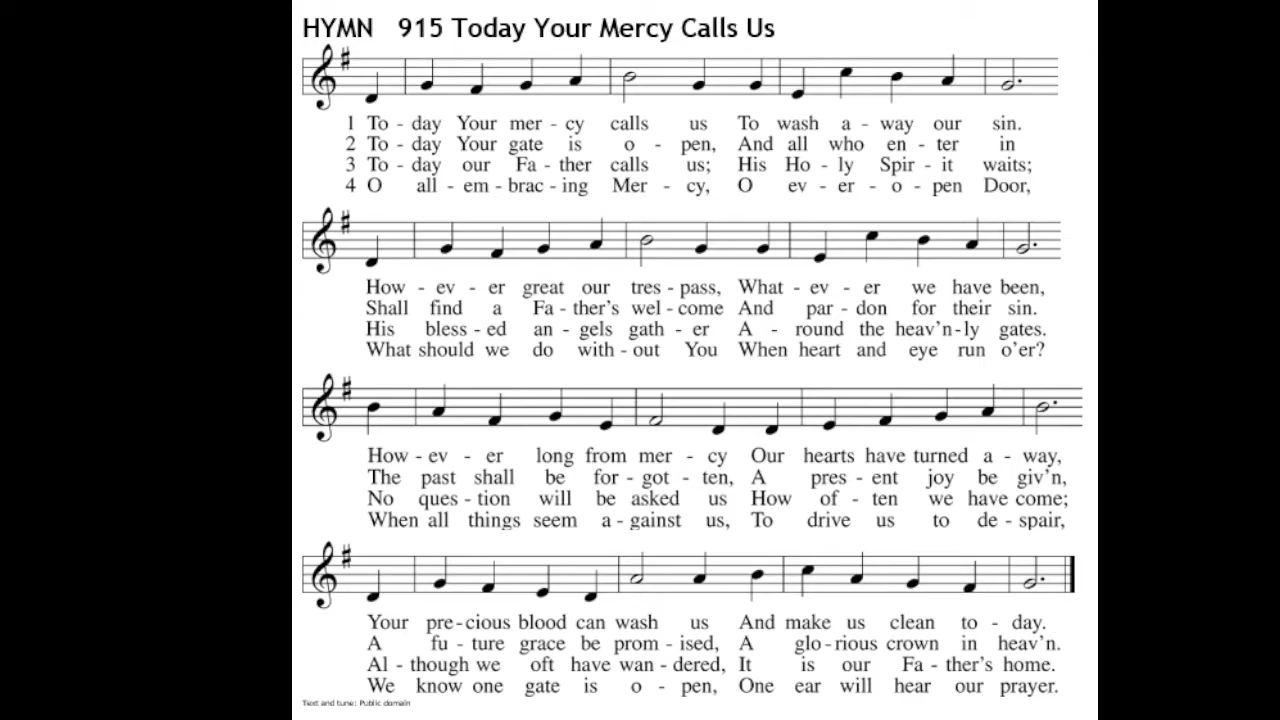 HYMN 915 Today Your Mercy Calls Us
1 To - day Your mer - cy calls us To wash a - way our sin.
2 To - day Your gate is o - pen, And all who en - ter in
3 To - day our Fa - ther calls us; His Ho - ly Spir - it waits;
4 O all - em - brac - ing Mer - cy, O ev - er - o - pen Door,
How - ev - er great our tres - pass, What - ev - er we have been,
Shall find a Fa - ther's wel - come And par - don for their sin.
His bless - ed an - gels gath - er A - round the heav'n - ly gates.
What should we do with - out You When heart and eye run o'er?
How - ev - er long from mer - cy Our hearts have turned a - way,
The past shall be for - got - ten, A pres - ent joy be giv'n,
No ques - tion will be asked us How of - ten we have come;
When all things seem a - gainst us, To drive us to de - spair,
Your pre - cious blood can wash us And make us clean to - day.
A fu - ture grace be prom - ised, A glo - rious crown in heav'n.
Al - though we oft have wan - dered, It is our Fa - ther's home.
We know one gate is o - pen, One ear will hear our prayer.
Text and tune: Public domain